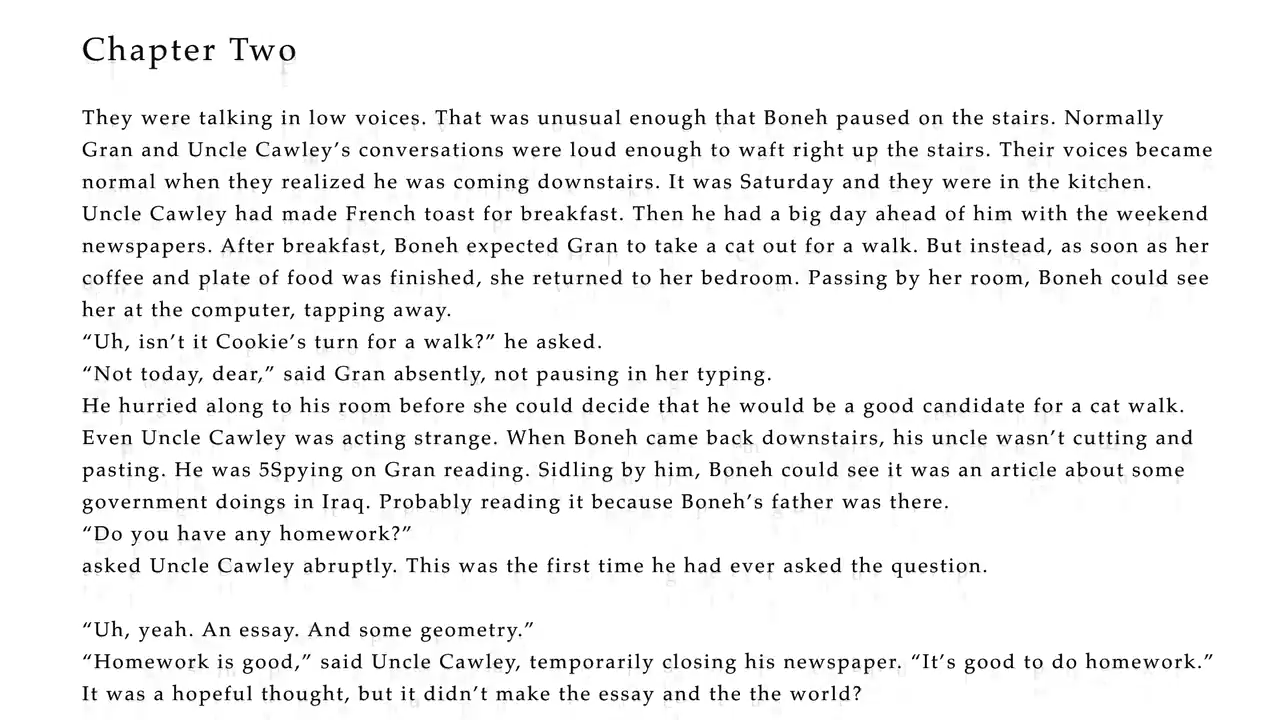 Chapter Two
They were talking in low voices. That was unusual enough that Boneh paused on the stairs. Normally
Gran and Uncle Cawley’s conversations were loud enough to waft right up the stairs. Their voices became
normal when they realized he was coming downstairs. It was Saturday and they were in the kitchen.
Uncle Cawley had made French toast for breakfast. Then he had a big day ahead of him with the weekend
newspapers. After breakfast, Boneh expected Gran to take a cat out for a walk. But instead, as soon as her
coffee and plate of food was finished, she returned to her bedroom. Passing by her room, Boneh could see
her at the computer, tapping away.
“Uh, isn’t it Cookie’s turn for a walk?” he asked.
“Not today, dear,” said Gran absently, not pausing in her typing.
He hurried along to his room before she could decide that he would be a good candidate for a cat walk.
Even Uncle Cawley was acting strange. When Boneh came back downstairs, his uncle wasn’t cutting and
pasting. He was 5Spying on Gran reading. Sidling by him, Boneh could see it was an article about some
government doings in Iraq. Probably reading it because Boneh’s father was there.
“Do you have any homework?”
asked Uncle Cawley abruptly. This was the first time he had ever asked the question.
“Uh, yeah. An essay. And some geometry.”
“Homework is good,” said Uncle Cawley, temporarily closing his newspaper. “It’s good to do homework.”
It was a hopeful thought, but it didn’t make the essay and the the world?